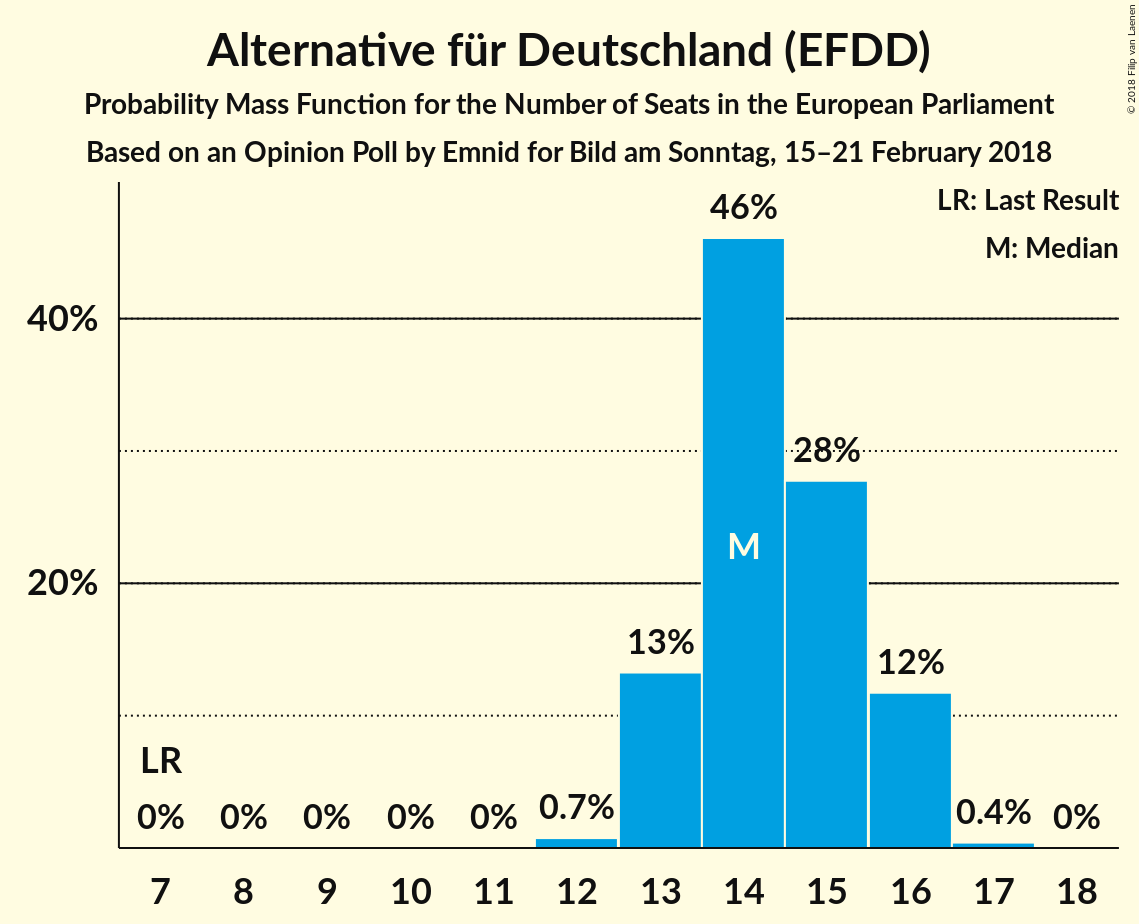 Alternative für Deutschland (EFDD)
Probability Mass Function for the Number of Seats in the European Parliament
Based on an Opinion Poll by Emnid for Bild am Sonntag, 15–21 February 2018
© 2018 Filip van Laenen
LR: Last Result
M: Median
46%
40%
28%
M
20%
13%
12%
LR
0% 0% 0% 0% 0% 0.7% 0.4% 0%
7 8 9 10 11 12 13 14 15 16 17 18